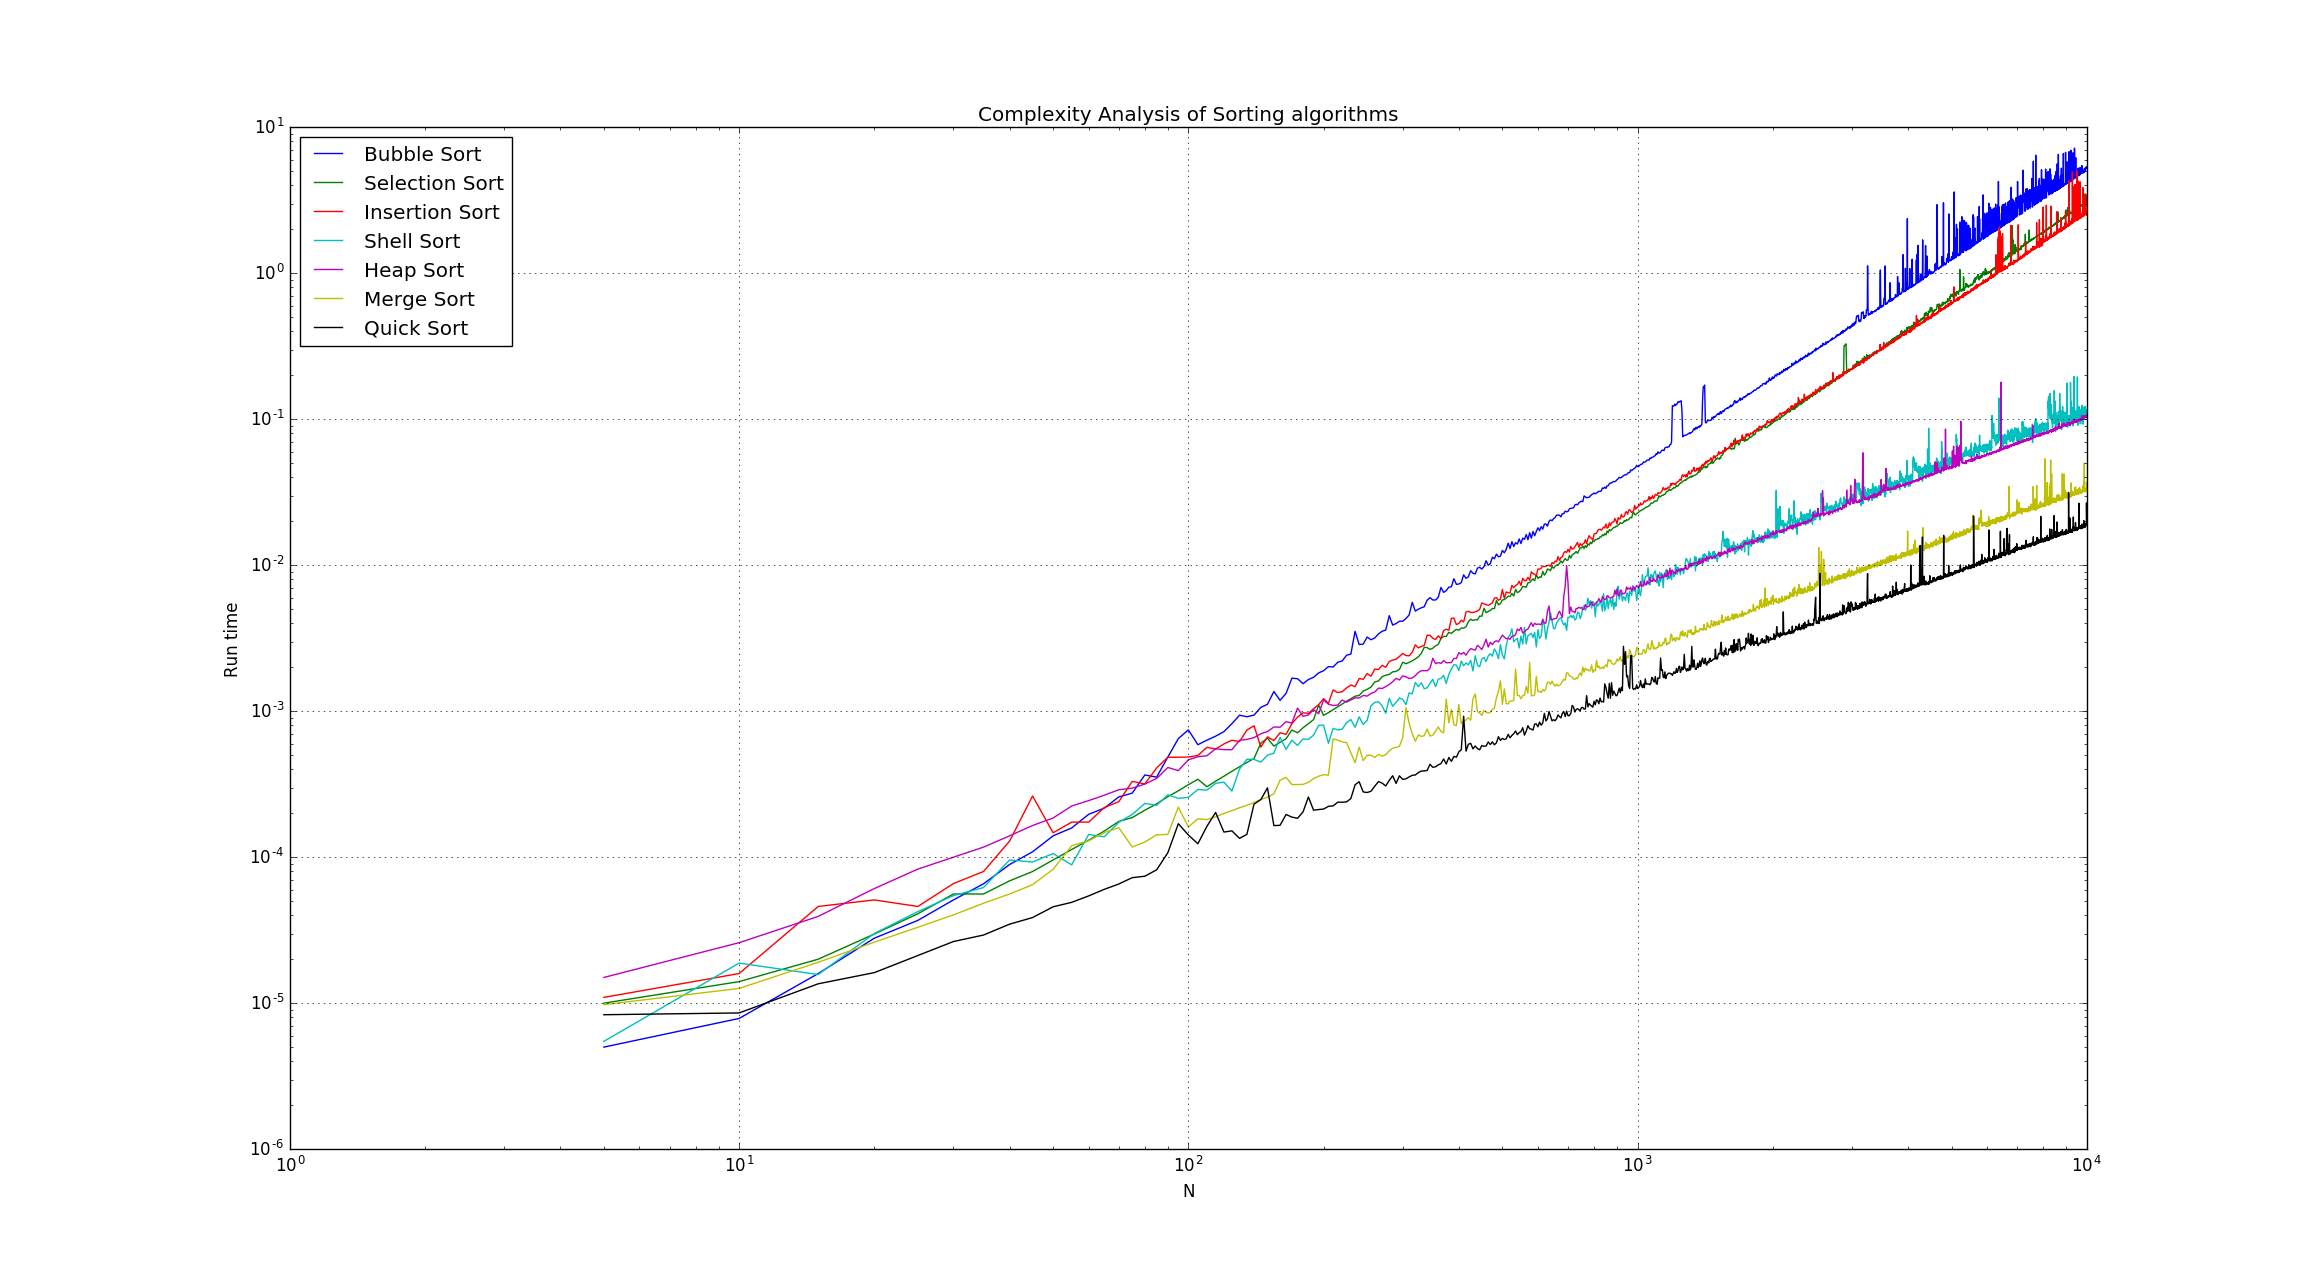 Complexity Analysis of Sorting algorithms
10^1
Bubble Sort
Selection Sort
Insertion Sort
Shell Sort
Heap Sort
Merge Sort
Quick Sort
10^0
10^-1
10^-2
Run time
10^-3
10^-4
10^-5
10^-6
10^0 10^1 10^2 10^3 10^4
N